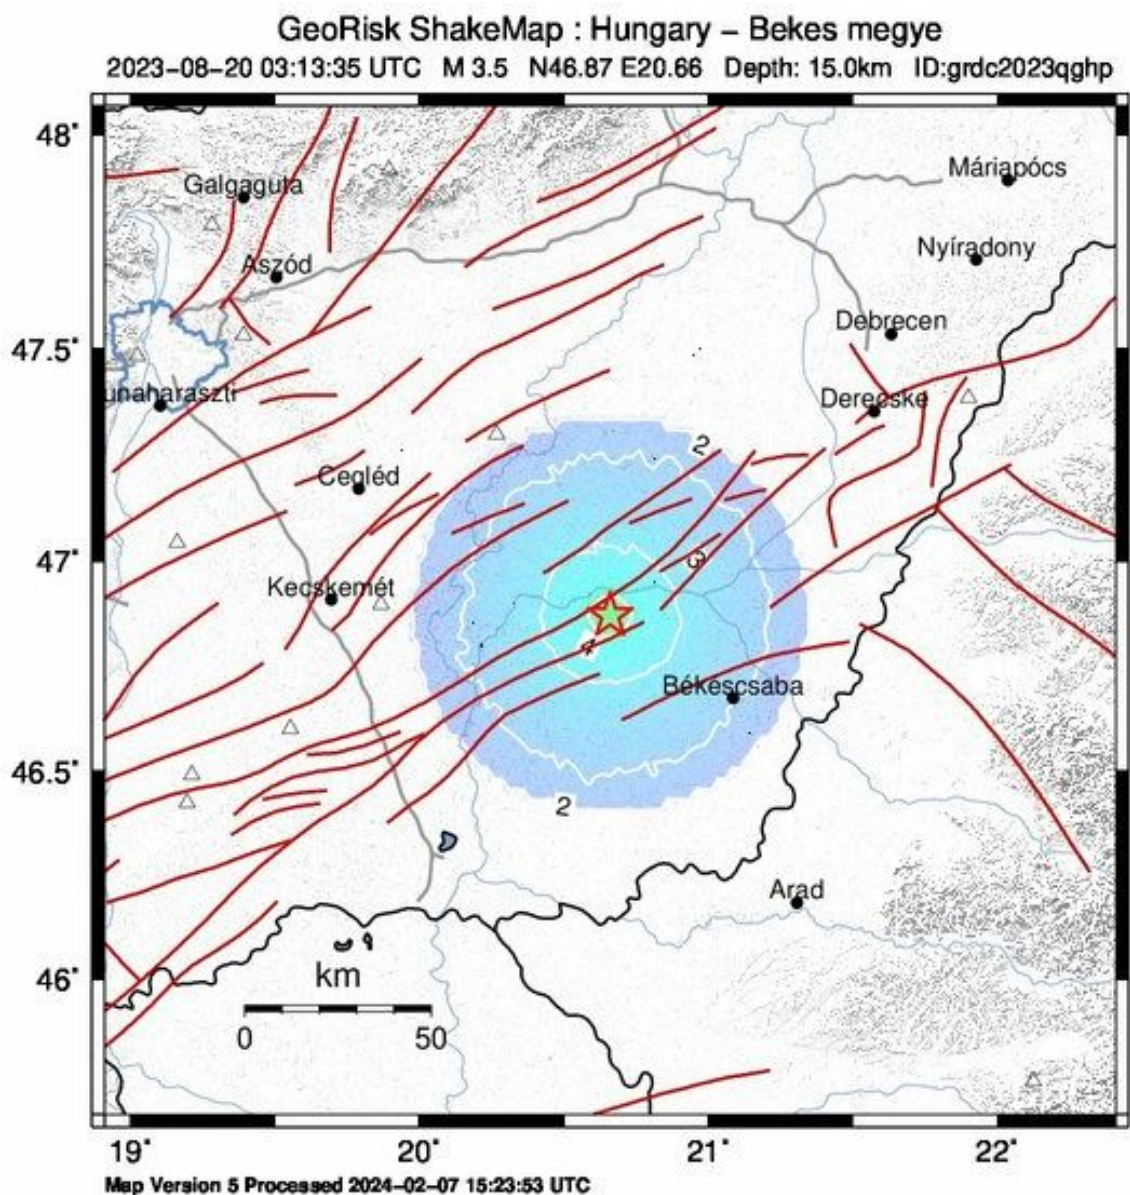 GeoRisk ShakeMap : Hungary – Bekes megye
2023–08–20 03:13:35 UTC M 3.5 N46.87 E20.66 Depth: 15.0km ID:grdc2023qghp
48°
Galgaguta
Máriapócs
Aszód
Nyíradony
Debrecen
47.5°
unaharaszti
Derecske
2
Cegléd
47°
3
Kecskemét
4
Békescsaba
46.5°
2
Arad
46°
km
0 50
19° 20° 21° 22°
Map Version 5 Processed 2024–02–07 15:23:53 UTC